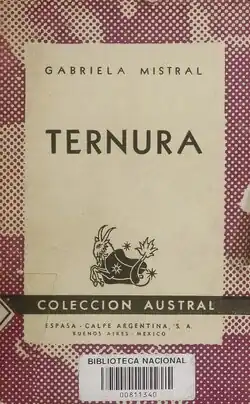 GABRIELA MISTRAL
TERNURA
COLECCION AUSTRAL
ESPASA - CALPE ARGENTINA, S. A.
BUENOS AIRES - MEXICO
BIBLIOTECA NACIONAL
00811340